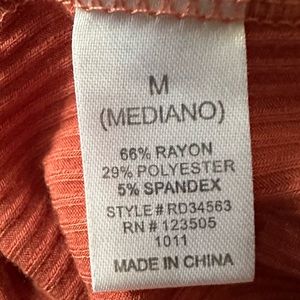 M
(MEDIANO)
66% RAYON
29% POLYESTER
5% SPANDEX
STYLE # RD34563
RN # 123505
1011
MADE IN CHINA